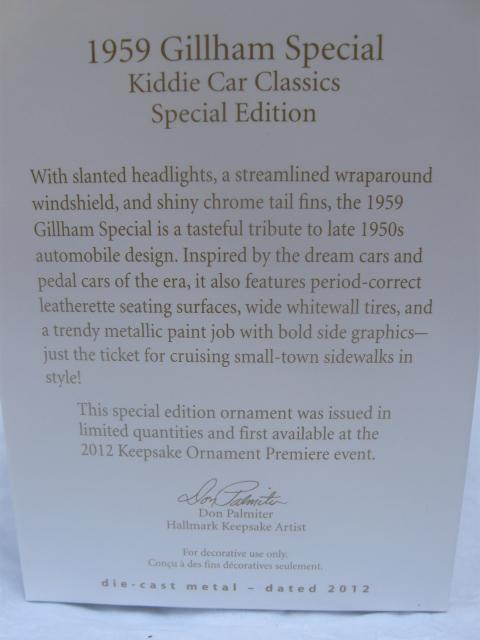 1959 Gillham Special
Kiddie Car Classics
Special Edition
With slanted headlights, a streamlined wraparound
windshield, and shiny chrome tail fins, the 1959
Gillham Special is a tasteful tribute to late 1950s
automobile design. Inspired by the dream cars and
pedal cars of the era, it also features period-correct
leatherette seating surfaces, wide whitewall tires, and
a trendy metallic paint job with bold side graphics—
just the ticket for cruising small-town sidewalks in
style!
This special edition ornament was issued in
limited quantities and first available at the
2012 Keepsake Ornament Premiere event.
Don Palmiter
Don Palmiter
Hallmark Keepsake Artist
For decorative use only.
Conçu à des fins décoratives seulement.
die-cast metal – dated 2012